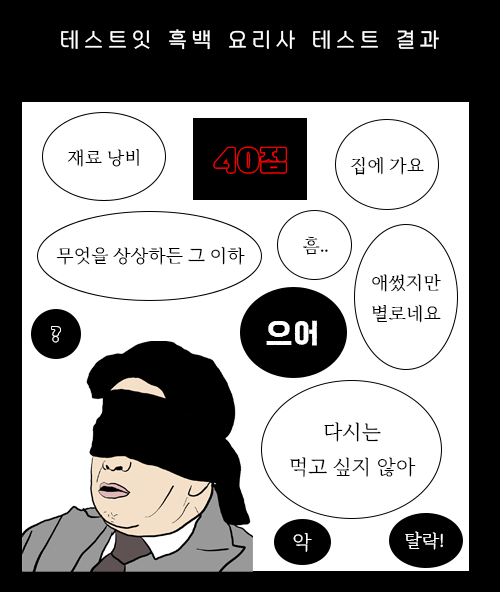 테스트잇 흑백 요리사 테스트 결과
재료 낭비
40점
집에 가요
무엇을 상상하든 그 이하
흠..
애썼지만
별로네요
?
으어
다시는
먹고 싶지 않아
악
탈락!